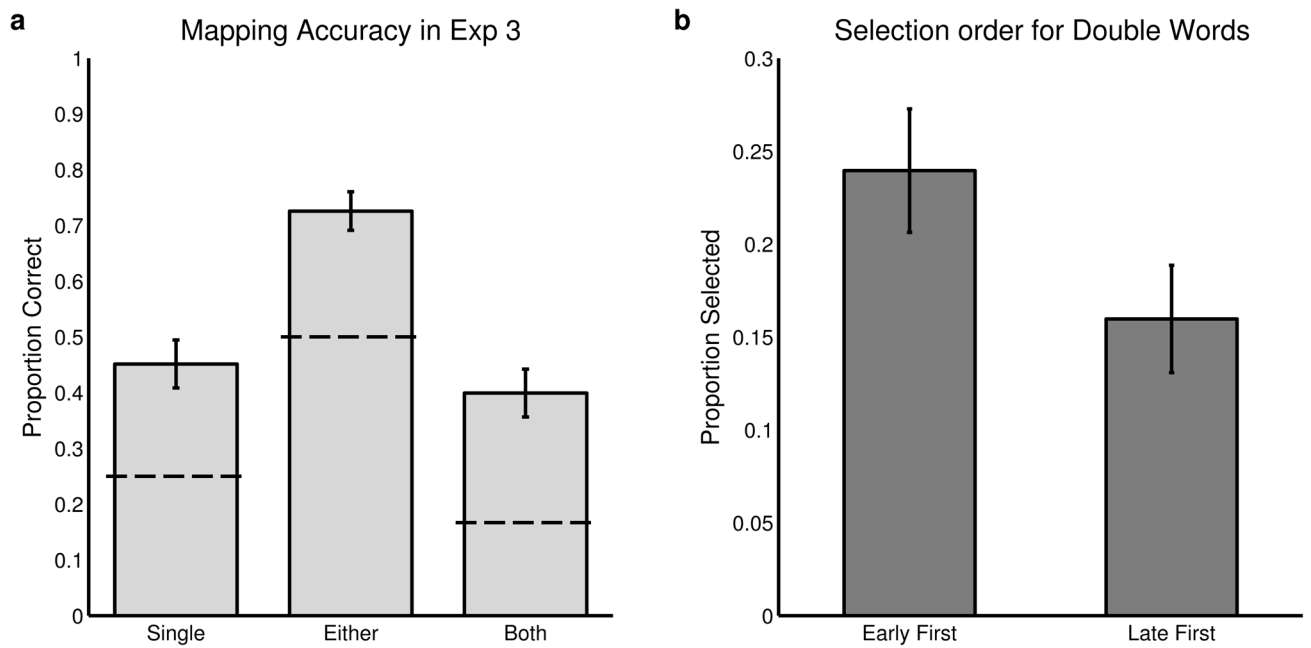 a
Mapping Accuracy in Exp 3
1
0.9
0.8
0.7
0.6
0.5
0.4
0.3
0.2
0.1
0
Proportion Correct
Single Either Both
b
Selection order for Double Words
0.3
0.25
0.2
0.15
0.1
0.05
0
Proportion Selected
Early First Late First